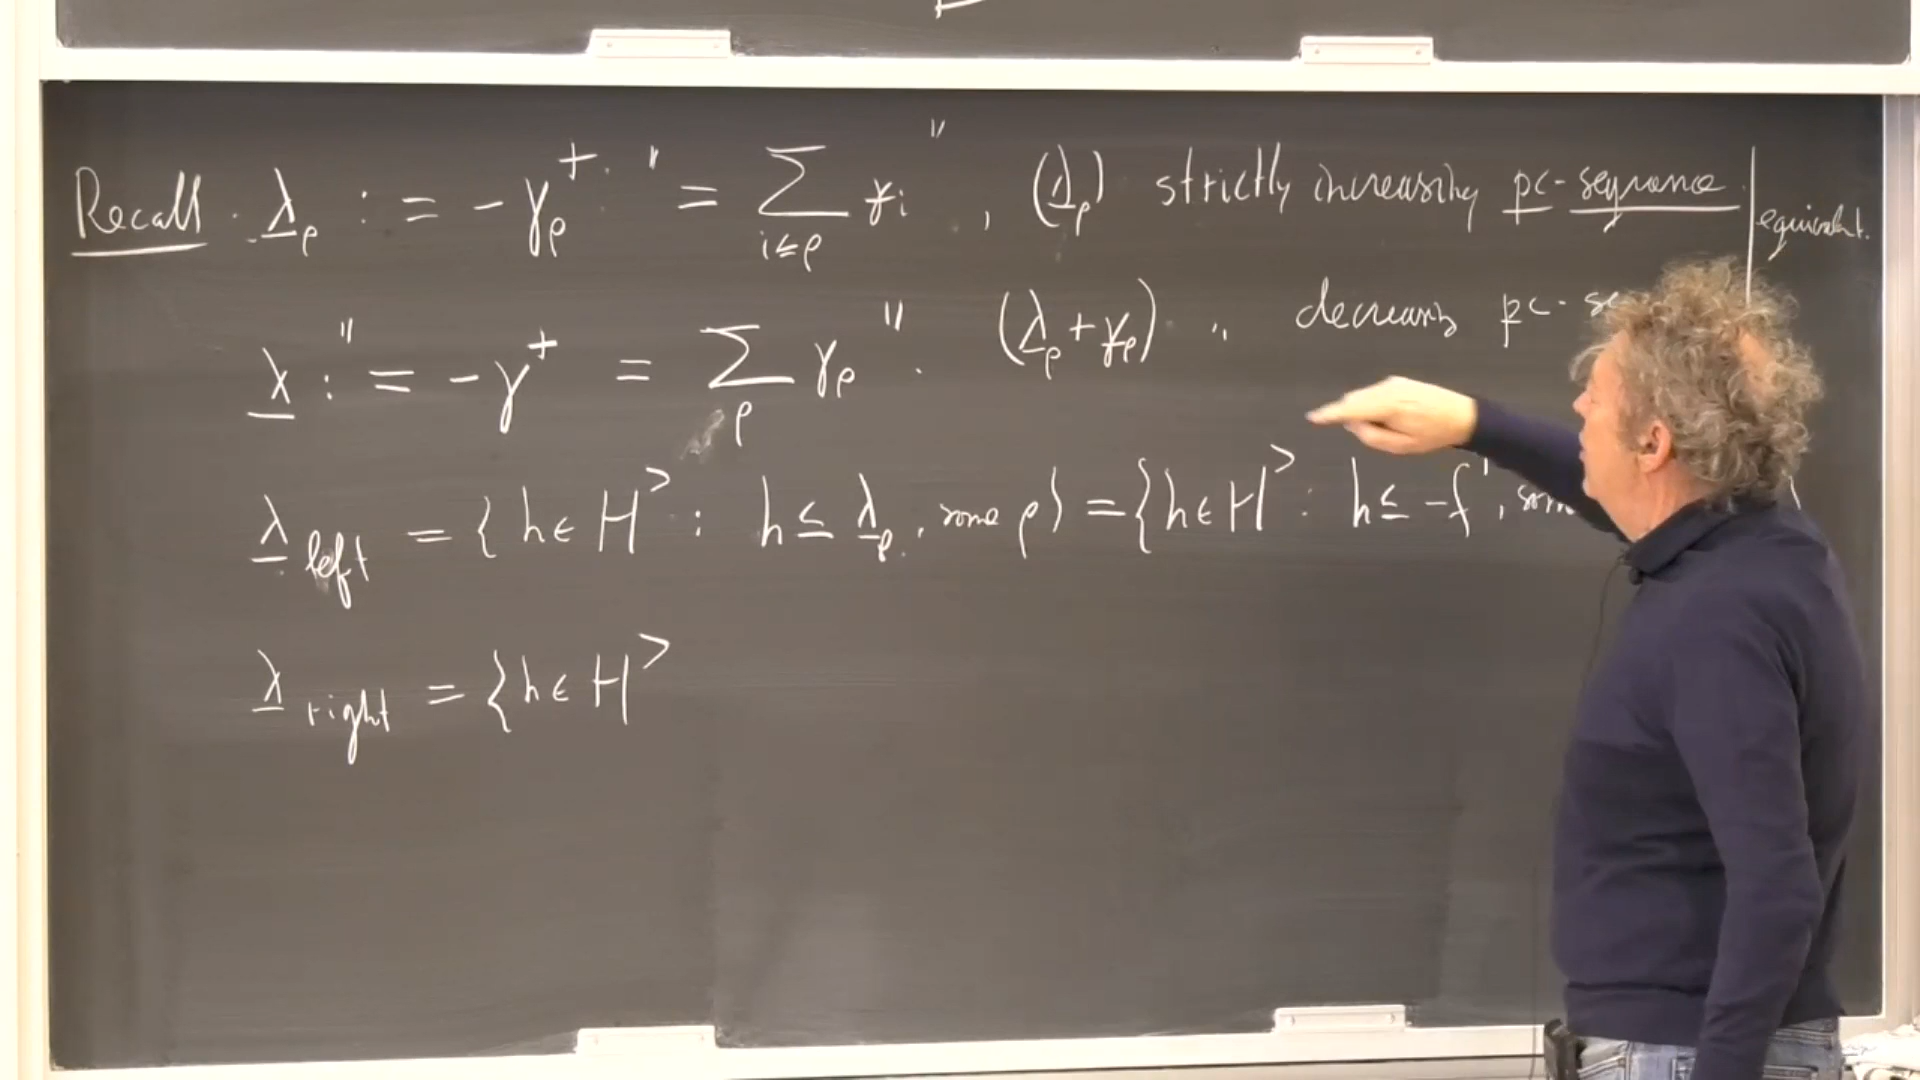 Recall. λ_ρ := -γ_ρ^† " = Σ_{i≤ρ} γ_i ", (λ_ρ) strictly increasing pc-sequence | equivalent.
λ " := -γ^† = Σ_ρ γ_ρ ". (λ_ρ + γ_ρ) " decreasing pc-
λ_left = { h ∈ H^> : h ≤ λ_ρ, some ρ } = { h ∈ H^> : h ≤ -f^†,
λ_right = { h ∈ H^>